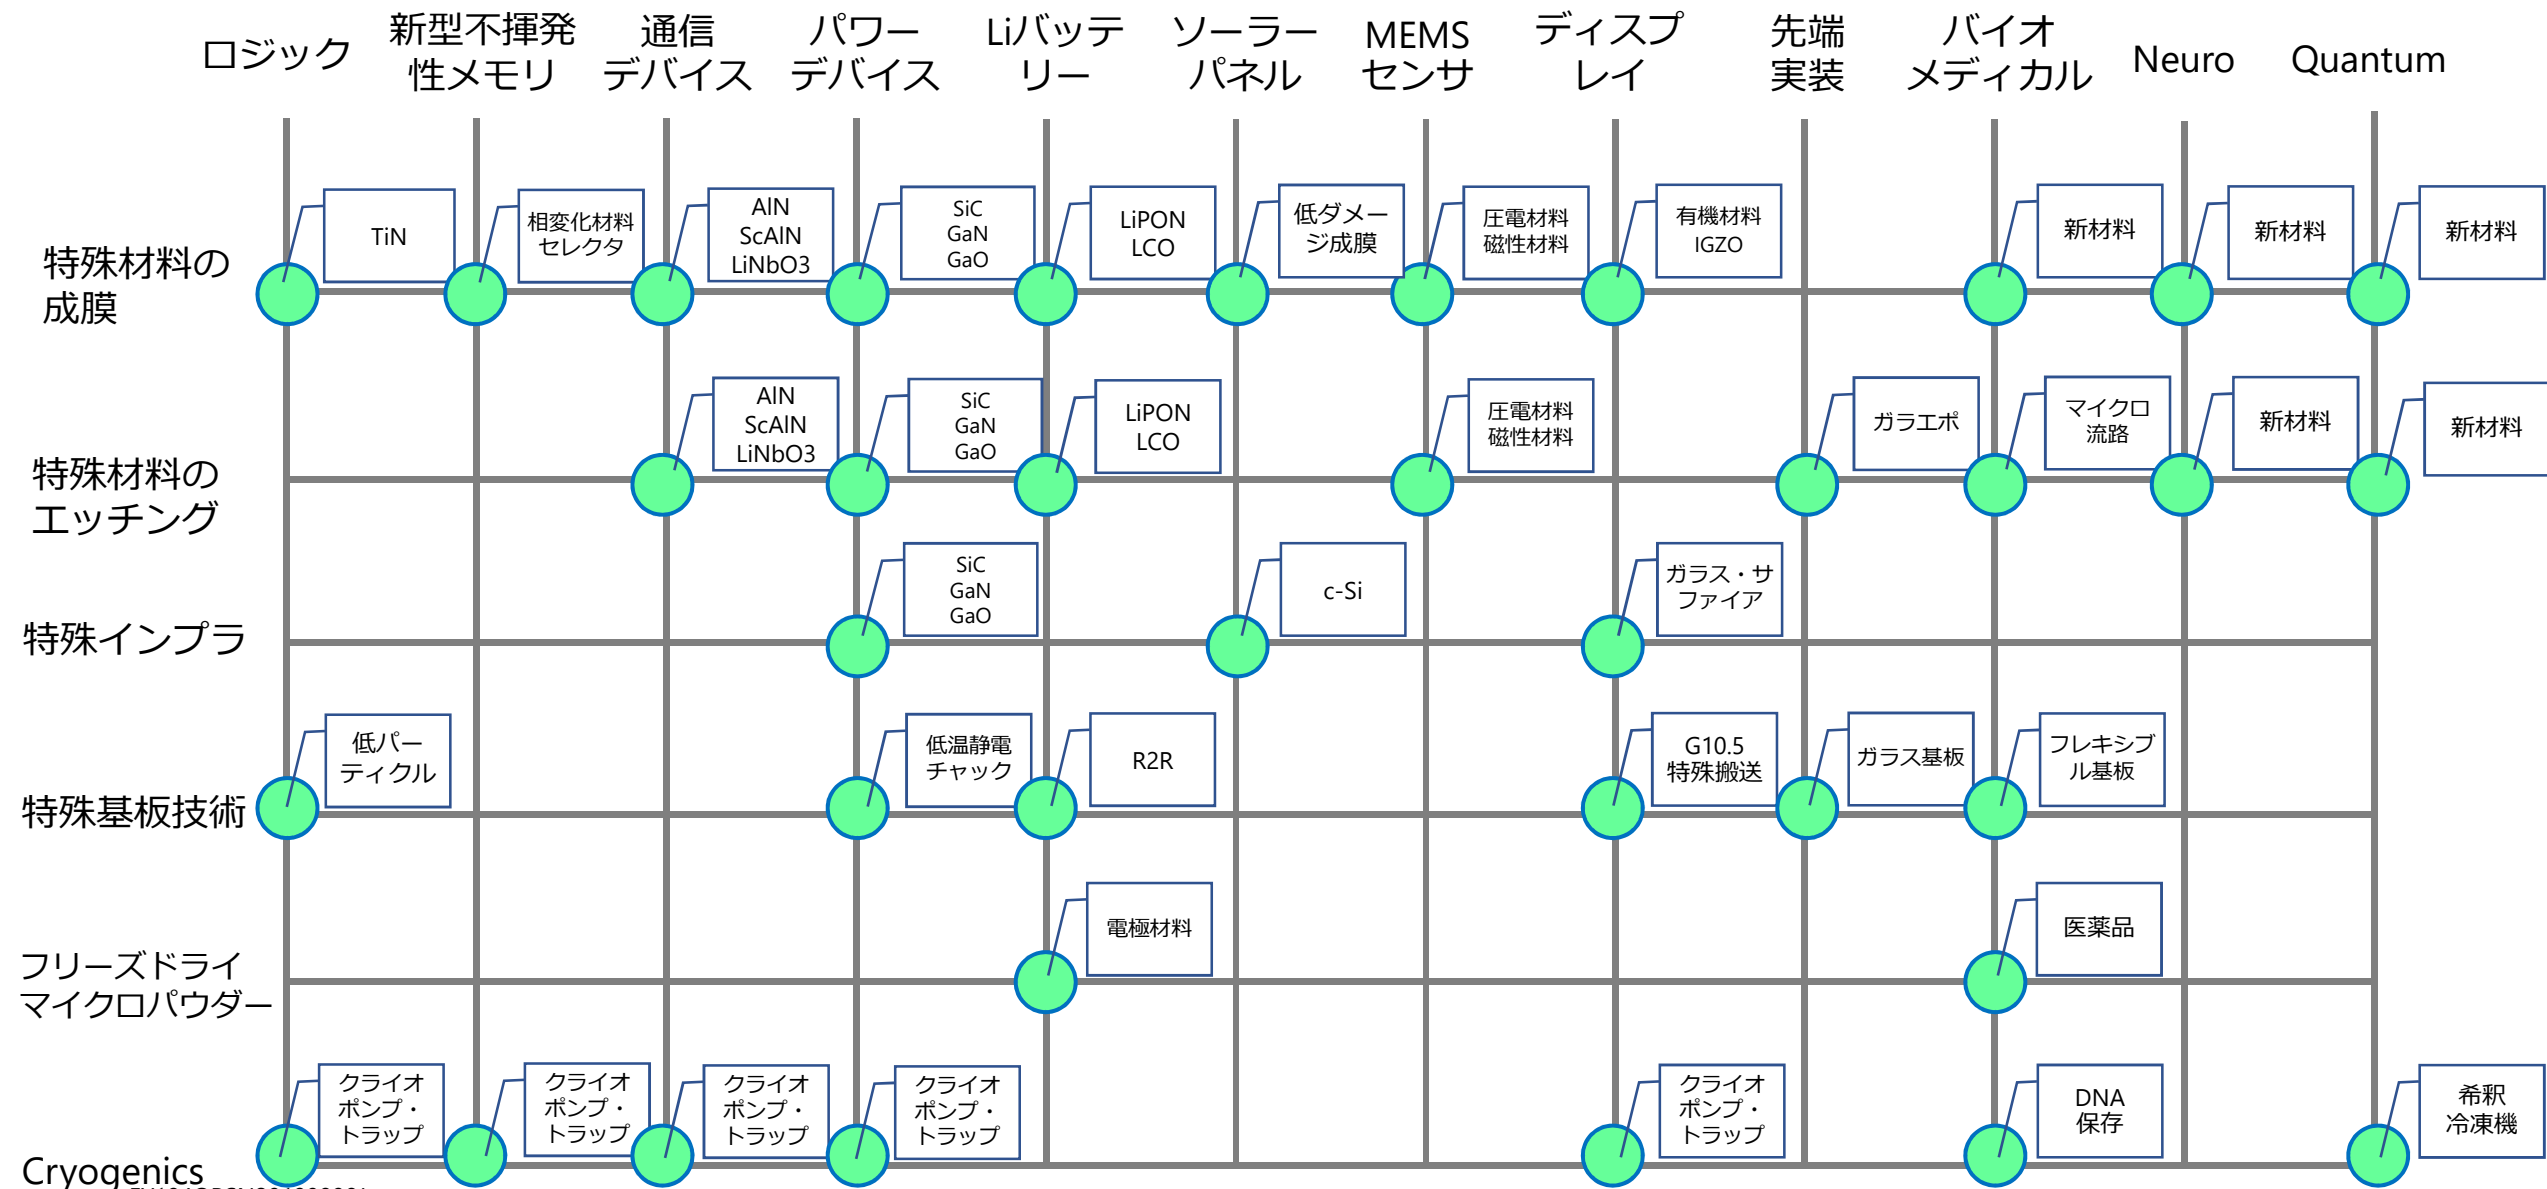 ロジック
新型不揮発
性メモリ
通信
デバイス
パワー
デバイス
Liバッテ
リー
ソーラー
パネル
MEMS
センサ
ディスプ
レイ
先端
実装
バイオ
メディカル
Neuro
Quantum
特殊材料の
成膜
TiN
相変化材料
セレクタ
AlN
ScAlN
LiNbO3
SiC
GaN
GaO
LiPON
LCO
低ダメー
ジ成膜
圧電材料
磁性材料
有機材料
IGZO
新材料
新材料
新材料
特殊材料の
エッチング
AlN
ScAlN
LiNbO3
SiC
GaN
GaO
LiPON
LCO
圧電材料
磁性材料
ガラエポ
マイクロ
流路
新材料
新材料
特殊インプラ
SiC
GaN
GaO
c-Si
ガラス・サ
ファイア
特殊基板技術
低パー
ティクル
低温静電
チャック
R2R
G10.5
特殊搬送
ガラス基板
フレキシブ
ル基板
フリーズドライ
マイクロパウダー
電極材料
医薬品
Cryogenics
クライオ
ポンプ・
トラップ
クライオ
ポンプ・
トラップ
クライオ
ポンプ・
トラップ
クライオ
ポンプ・
トラップ
クライオ
ポンプ・
トラップ
DNA
保存
希釈
冷凍機